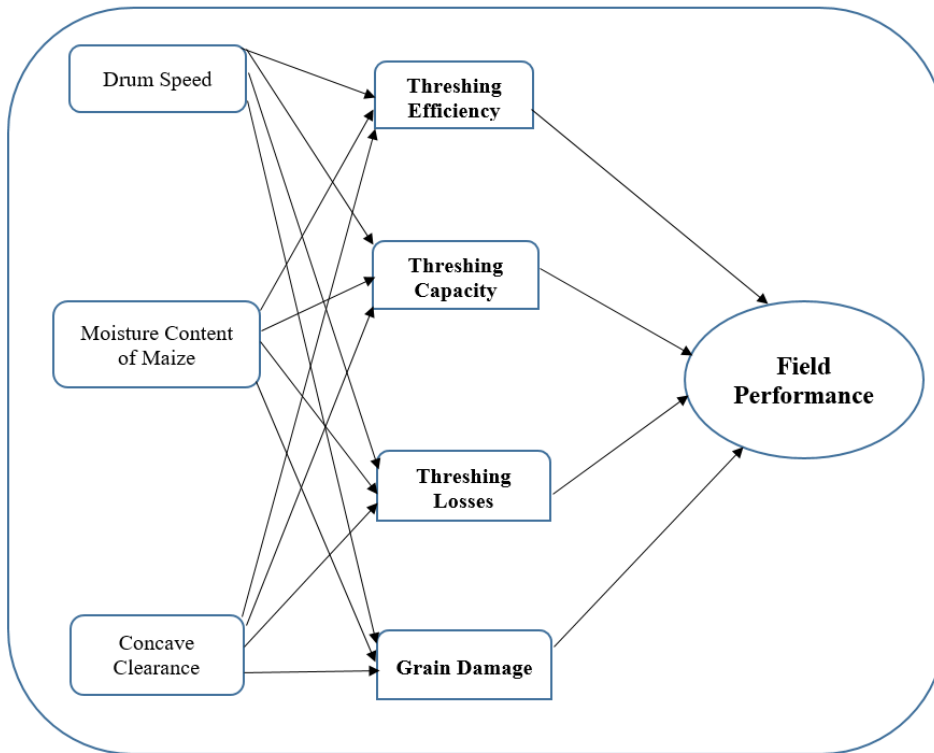 Drum Speed
Moisture Content
of Maize
Concave
Clearance
Threshing
Efficiency
Threshing
Capacity
Threshing
Losses
Grain Damage
Field
Performance